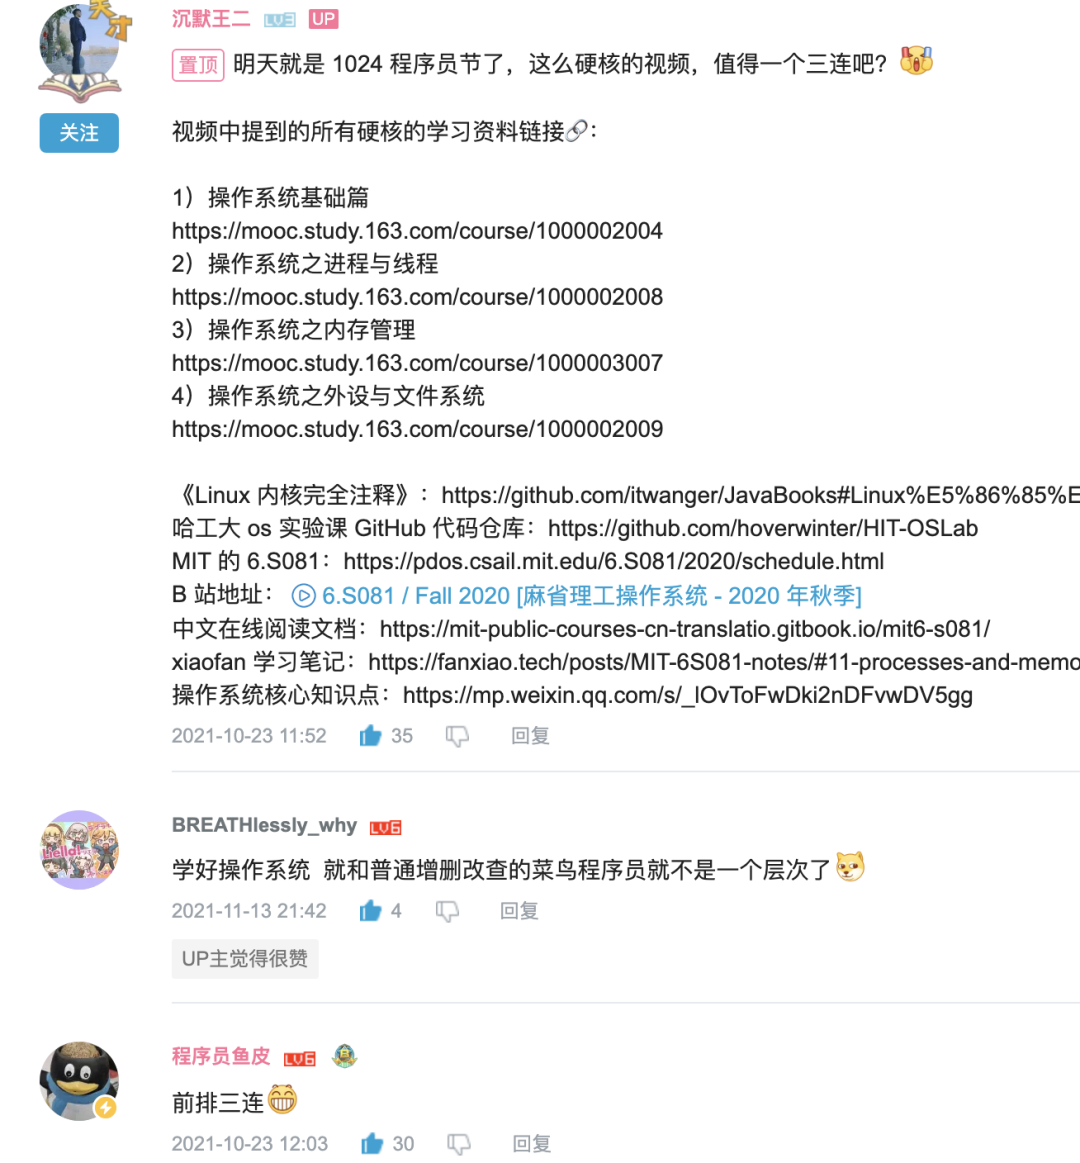 天才
沉默王二 LV3 UP
关注
置顶 明天就是 1024 程序员节了，这么硬核的视频，值得一个三连吧？
视频中提到的所有硬核的学习资料链接🔗：
1）操作系统基础篇
https://mooc.study.163.com/course/1000002004
2）操作系统之进程与线程
https://mooc.study.163.com/course/1000002008
3）操作系统之内存管理
https://mooc.study.163.com/course/1000003007
4）操作系统之外设与文件系统
https://mooc.study.163.com/course/1000002009
《Linux 内核完全注释》：https://github.com/itwanger/JavaBooks#Linux%E5%86%85%E
哈工大 os 实验课 GitHub 代码仓库：https://github.com/hoverwinter/HIT-OSLab
MIT 的 6.S081：https://pdos.csail.mit.edu/6.S081/2020/schedule.html
B 站地址：6.S081 / Fall 2020 [麻省理工操作系统 - 2020 年秋季]
中文在线阅读文档：https://mit-public-courses-cn-translatio.gitbook.io/mit6-s081/
xiaofan 学习笔记：https://fanxiao.tech/posts/MIT-6S081-notes/#11-processes-and-memo
操作系统核心知识点：https://mp.weixin.qq.com/s/_lOvToFwDki2nDFvwDV5gg
2021-10-23 11:52 35 回复
BREATHlessly_why LV6
Liella!
学好操作系统 就和普通增删改查的菜鸟程序员就不是一个层次了
2021-11-13 21:42 4 回复
UP主觉得很赞
程序员鱼皮 LV6
前排三连
2021-10-23 12:03 30 回复